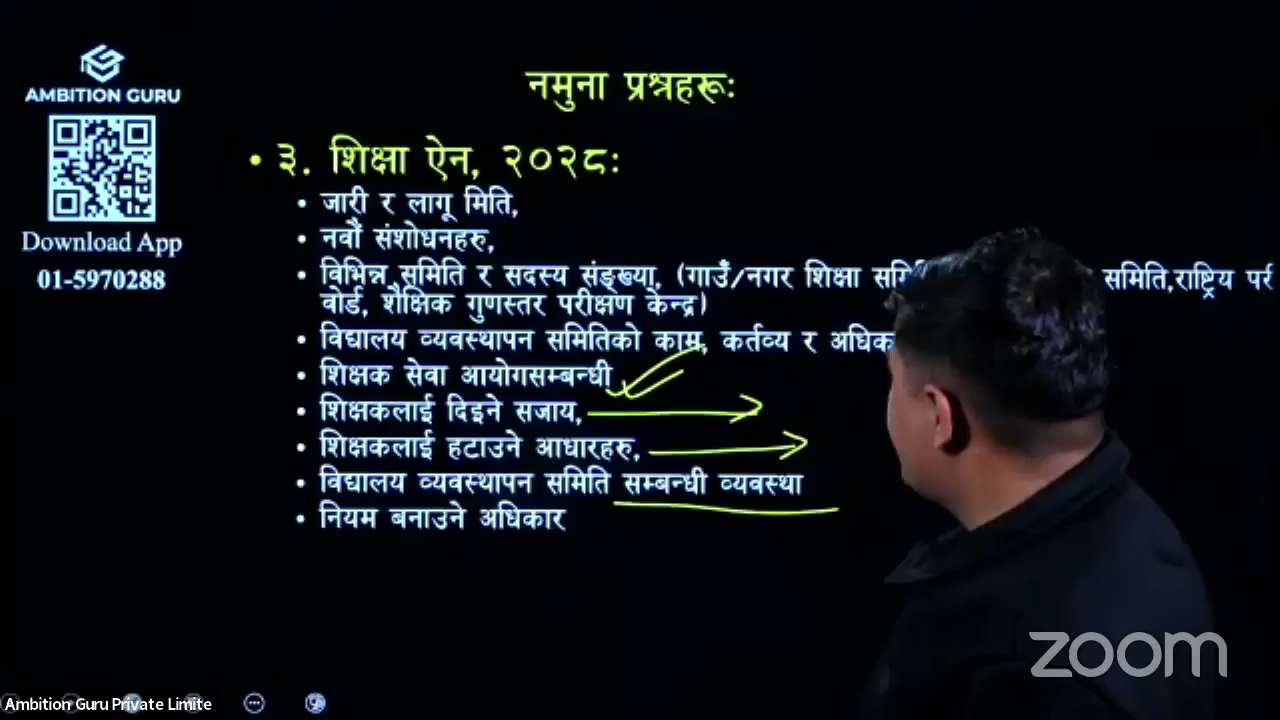 AMBITION GURU
Download App
01-5970288
नमुना प्रश्नहरूः
• ३. शिक्षा ऐन, २०२८ः
• जारी र लागू मिति,
• नवौं संशोधनहरु,
• विभिन्न समिति र सदस्य संङ्ख्या, (गाउँ/नगर शिक्षा समिति,राष्ट्रिय
वोर्ड, शैक्षिक गुणस्तर परीक्षण केन्द्र)
• विद्यालय व्यवस्थापन समितिको काम, कर्तव्य र
• शिक्षक सेवा आयोगसम्बन्धी
• शिक्षकलाई दिइने सजाय,
• शिक्षकलाई हटाउने आधारहरु,
• विद्यालय व्यवस्थापन समिति सम्बन्धी व्यवस्था
• नियम बनाउने अधिकार
zoom
Ambition Guru Private Limite